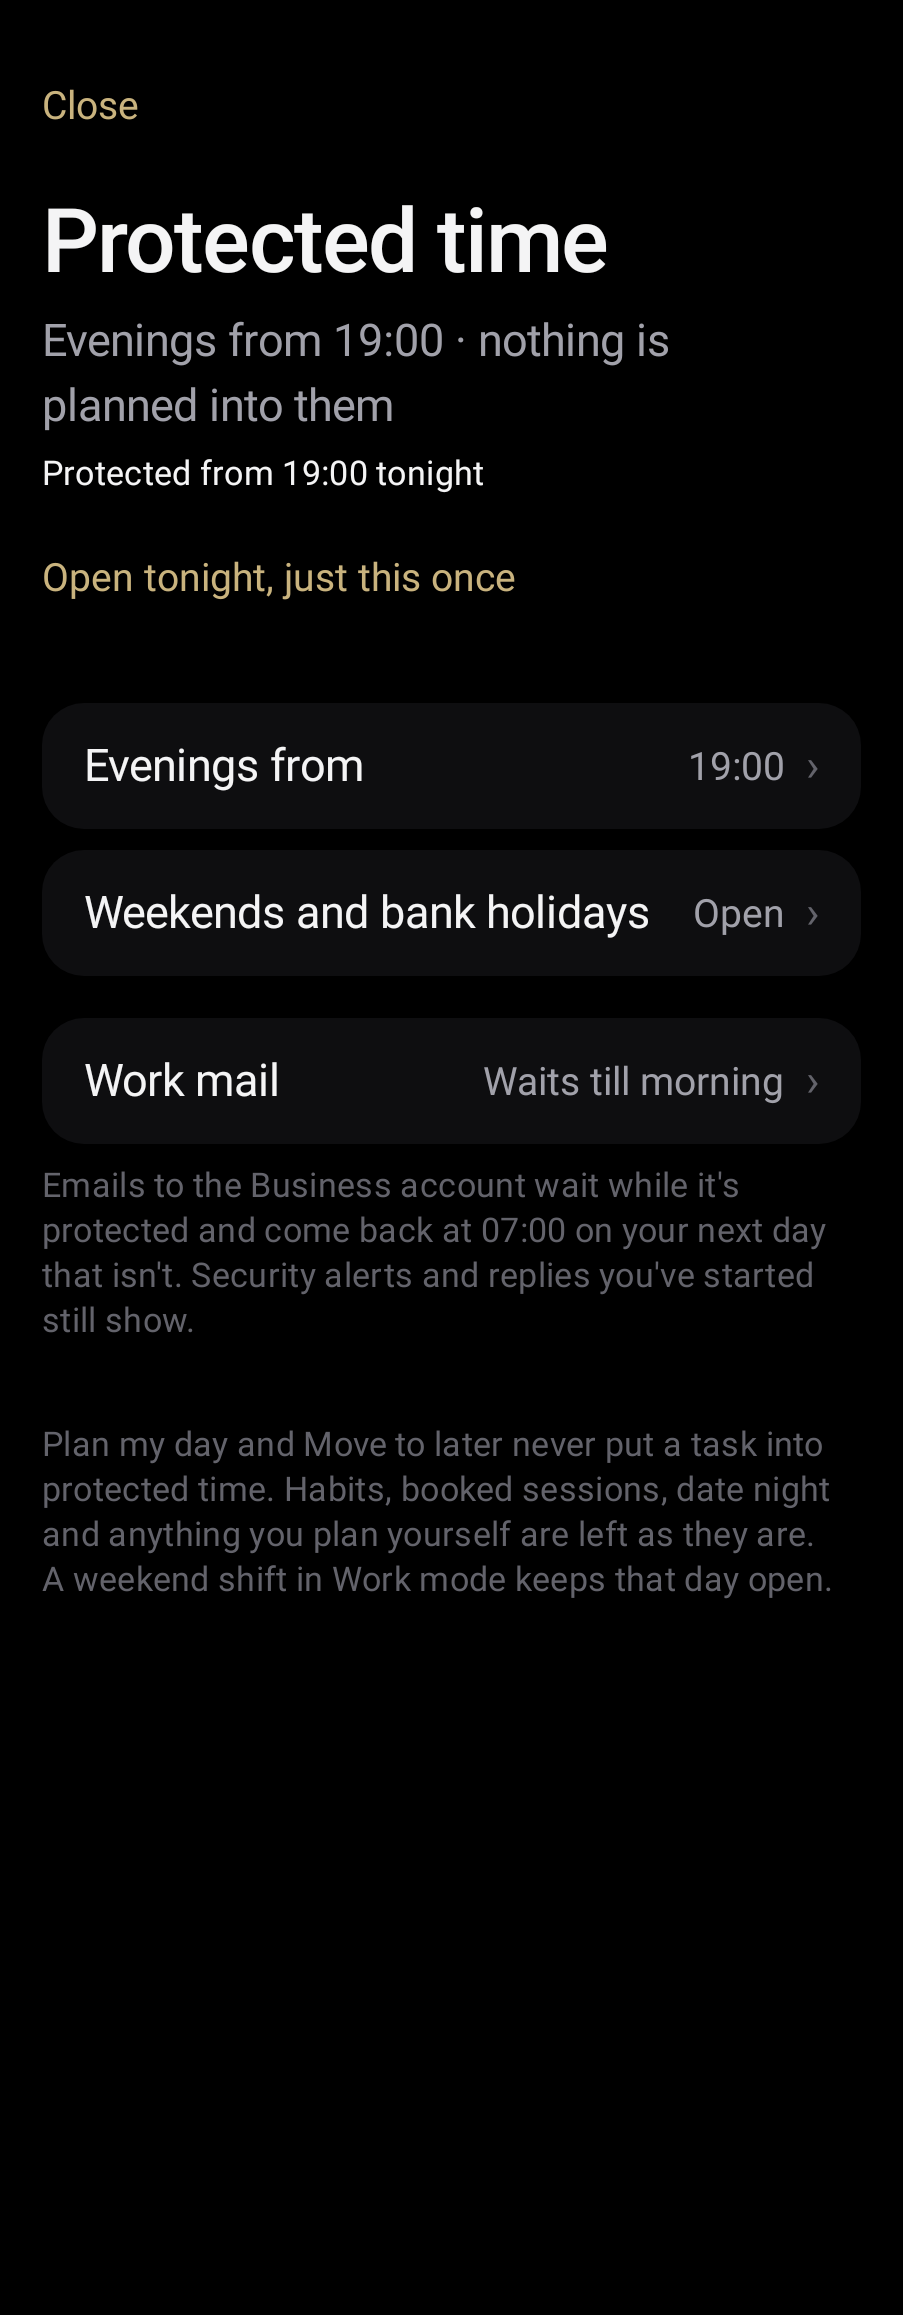 Close
Protected time
Evenings from 19:00 · nothing is
planned into them
Protected from 19:00 tonight
Open tonight, just this once
Evenings from 19:00 ›
Weekends and bank holidays Open ›
Work mail Waits till morning ›
Emails to the Business account wait while it's
protected and come back at 07:00 on your next day
that isn't. Security alerts and replies you've started
still show.
Plan my day and Move to later never put a task into
protected time. Habits, booked sessions, date night
and anything you plan yourself are left as they are.
A weekend shift in Work mode keeps that day open.